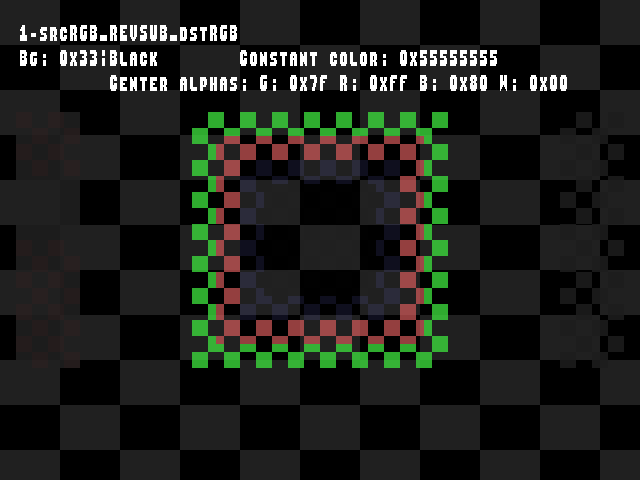 1-srcRGB_REVSUB_dstRGB
Bg: 0x33¦Black Constant color: 0x55555555
Center alphas: G: 0x7f R: 0xff B: 0x80 W: 0x00